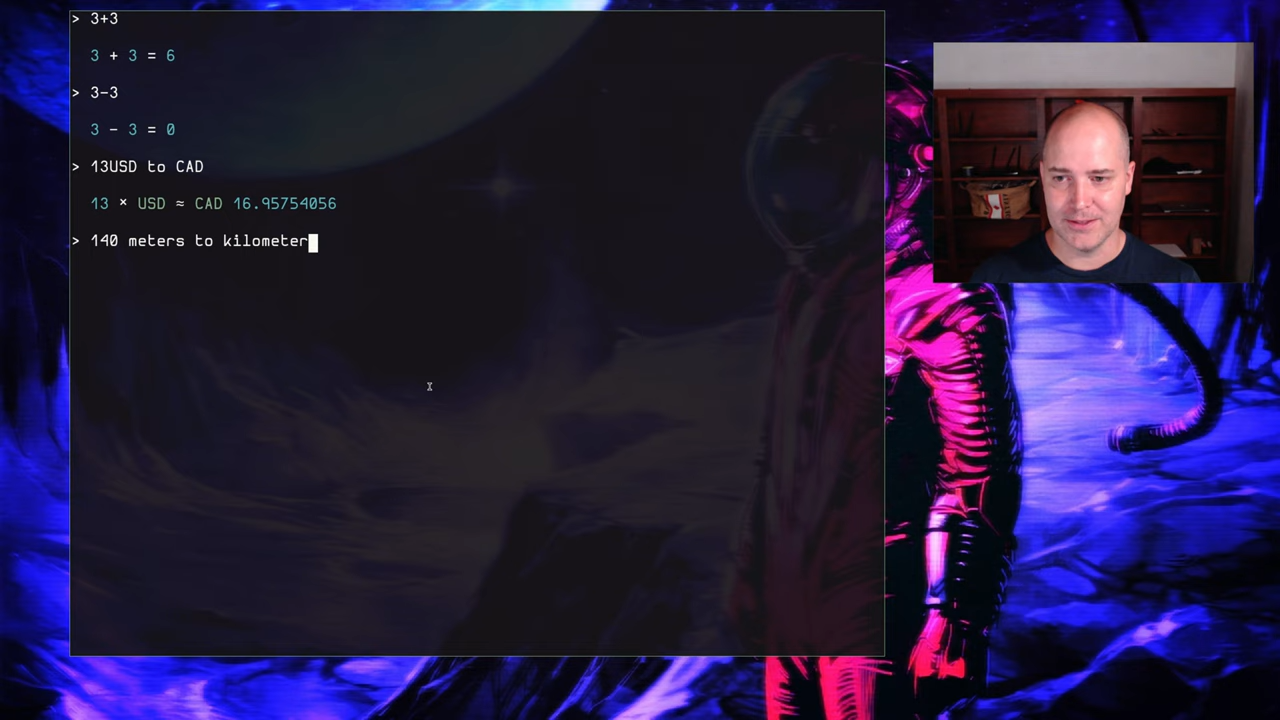 > 3+3
3 + 3 = 6
> 3-3
3 - 3 = 0
> 13USD to CAD
13 × USD ≈ CAD 16.95754056
> 140 meters to kilometer